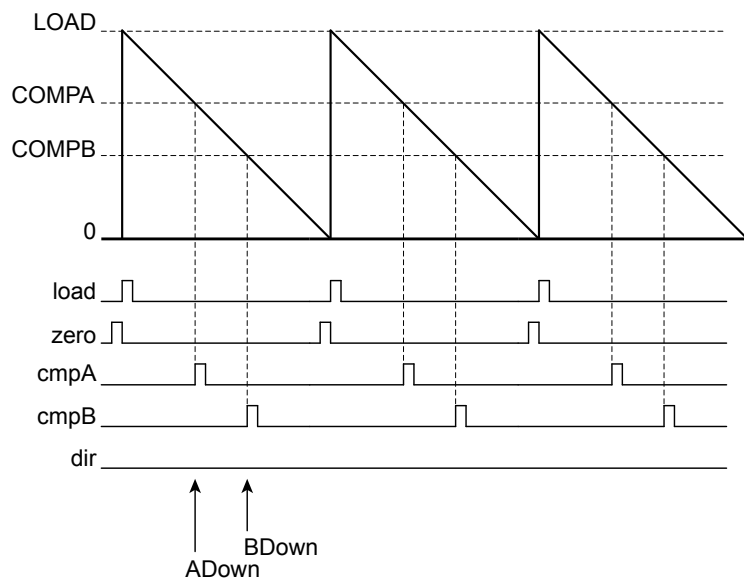 LOAD
COMPA
COMPB
0
load
zero
cmpA
cmpB
dir
BDown
ADown